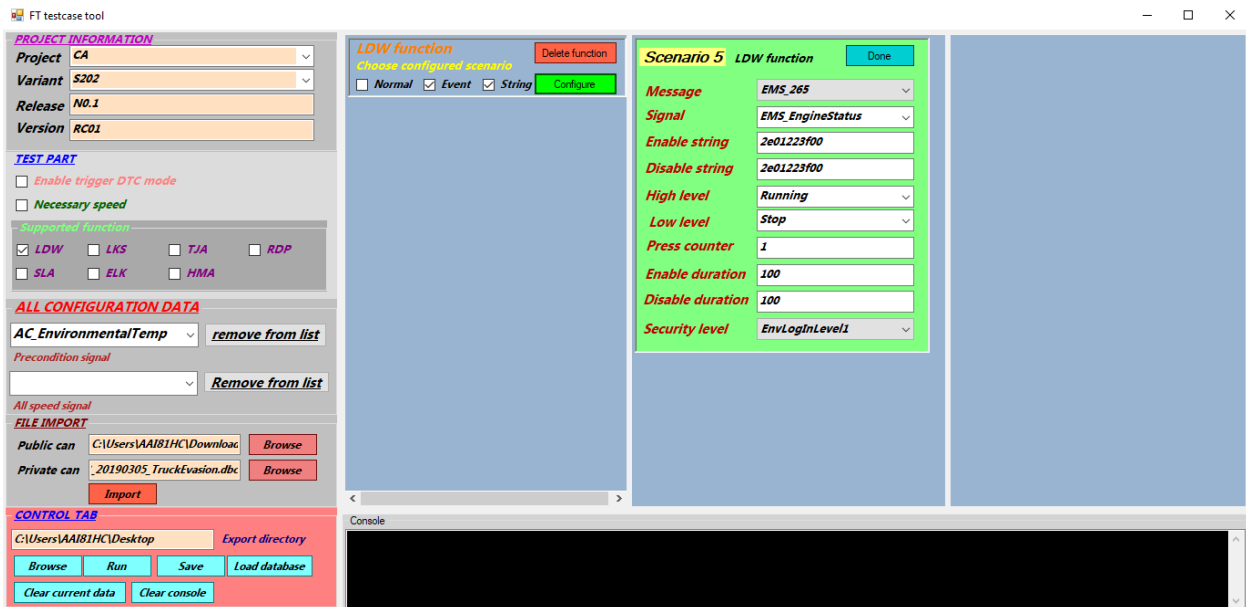 FT testcase tool
PROJECT INFORMATION
Project CA
Variant S202
Release N0.1
Version RC01
TEST PART
Enable trigger DTC mode
Necessary speed
Supported function
LDW LKS TJA RDP
SLA ELK HMA
ALL CONFIGURATION DATA
AC_EnvironmentalTemp remove from list
Precondition signal
Remove from list
All speed signal
FILE IMPORT
Public can C:\Users\AAI81HC\Download Browse
Private can _20190305_TruckEvasion.dbc Browse
Import
CONTROL TAB
C:\Users\AAI81HC\Desktop Export directory
Browse Run Save Load database
Clear current data Clear console
LDW function Delete function
Choose configured scenario
Normal Event String Configure
Scenario 5 LDW function Done
Message EMS_265
Signal EMS_EngineStatus
Enable string 2e01223f00
Disable string 2e01223f00
High level Running
Low level Stop
Press counter 1
Enable duration 100
Disable duration 100
Security level EnvLogInLevel1
Console